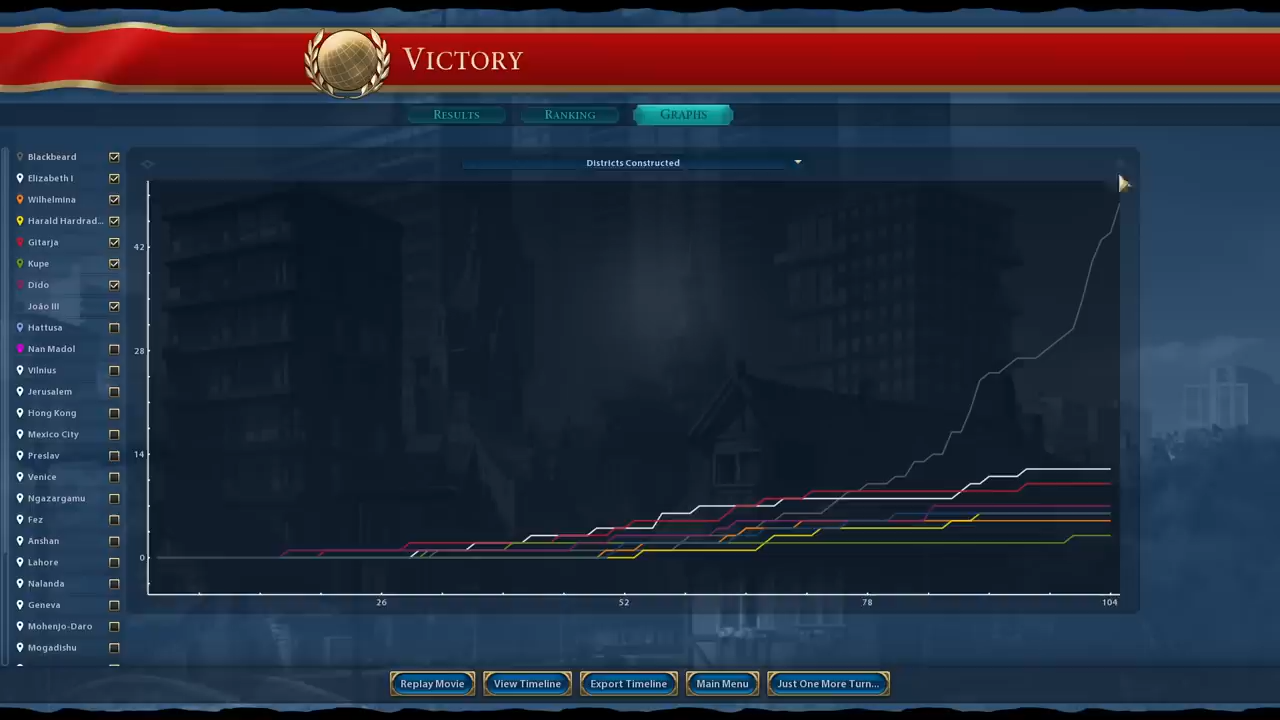 VICTORY
RESULTS
RANKING
GRAPHS
Districts Constructed
Blackbeard
Elizabeth I
Wilhelmina
Harald Hardrad...
Gitarja
Kupe
Dido
João III
Hattusa
Nan Madol
Vilnius
Jerusalem
Hong Kong
Mexico City
Preslav
Venice
Ngazargamu
Fez
Anshan
Lahore
Nalanda
Geneva
Mohenjo-Daro
Mogadishu
42
28
14
0
26
52
78
104
Replay Movie
View Timeline
Export Timeline
Main Menu
Just One More Turn...